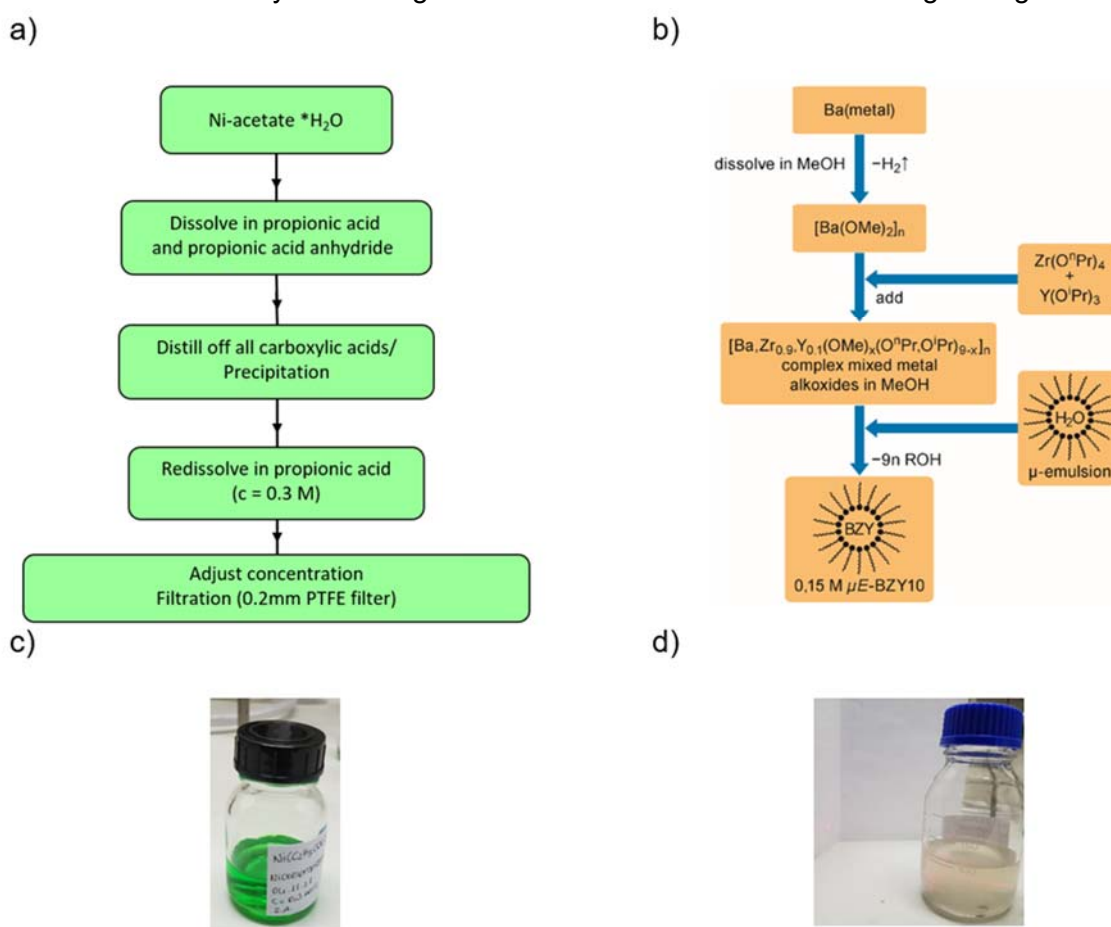 a)
Ni-acetate *H₂O
Dissolve in propionic acid
and propionic acid anhydride
Distill off all carboxylic acids/
Precipitation
Redissolve in propionic acid
(c = 0.3 M)
Adjust concentration
Filtration (0.2mm PTFE filter)
b)
Ba(metal)
dissolve in MeOH
−H₂↑
[Ba(OMe)₂]ₙ
Zr(OⁿPr)₄
+
Y(OⁱPr)₃
add
[Ba,Zr₀.₉,Y₀.₁(OMe)ₓ(OⁿPr,OⁱPr)₉₋ₓ]ₙ
complex mixed metal
alkoxides in MeOH
H₂O
µ-emulsion
−9n ROH
BZY
0,15 M µE-BZY10
c)
d)